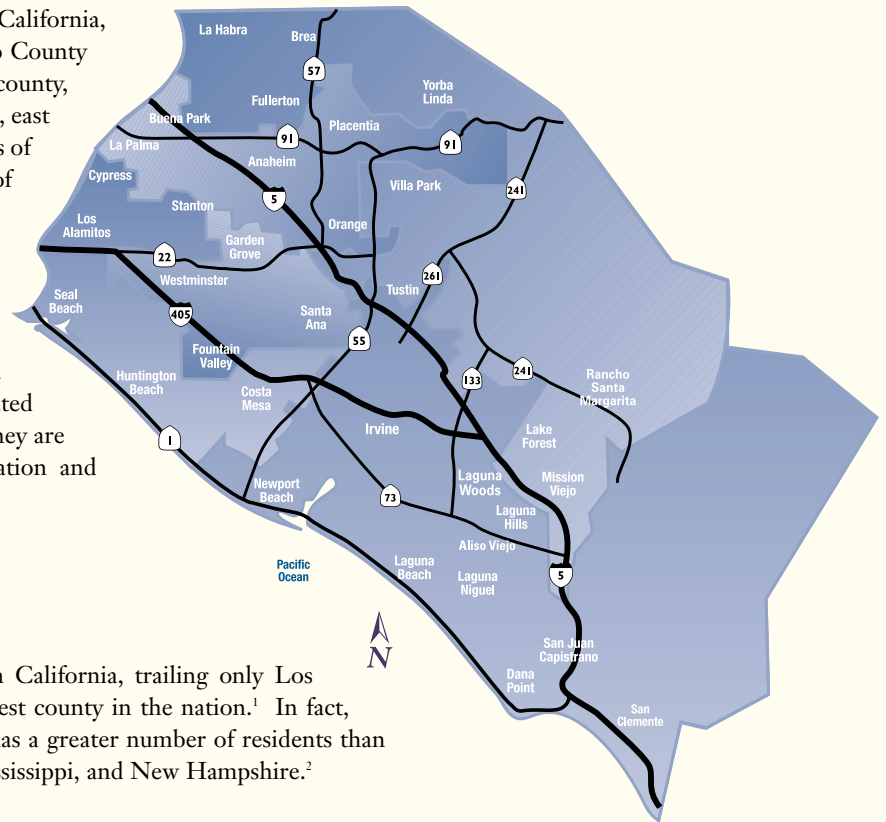 California,
County
county,
, east
s of
of
ated
hey are
ation and
La Habra
Brea
57
Yorba
Linda
Fullerton
Buena Park
Placentia
91
91
La Palma
Anaheim
Cypress
Villa Park
241
5
Stanton
Los
Alamitos
Orange
Garden
Grove
22
261
Westminster
Tustin
Seal
Beach
405
Santa
Ana
55
Fountain
Valley
133
241
Huntington
Beach
Costa
Mesa
Rancho
Santa
Margarita
Irvine
Lake
Forest
1
Laguna
Woods
Mission
Viejo
Newport
Beach
73
Laguna
Hills
Aliso Viejo
Pacific
Ocean
Laguna
Beach
Laguna
Niguel
5
N
San Juan
Capistrano
Dana
Point
San
Clemente
n California, trailing only Los
est county in the nation.¹ In fact,
as a greater number of residents than
ssissippi, and New Hampshire.²